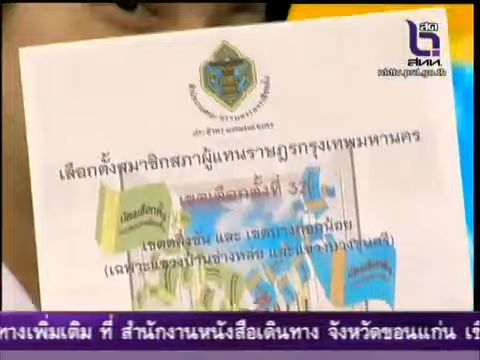 สด
สทท.
nbttv.prd.go.th
เลือกตั้งสมาชิกสภาผู้แทนราษฎรกรุงเทพมหานคร
เขตเลือกตั้งที่ 32
เขตตลิ่งชัน และ เขตบางกอกน้อย
(เฉพาะแขวงบ้านช่างหล่อ และแขวงบางขุนศรี)
ทางเพิ่มเติม ที่ สำนักงานหนังสือเดินทาง จังหวัดขอนแก่น เ